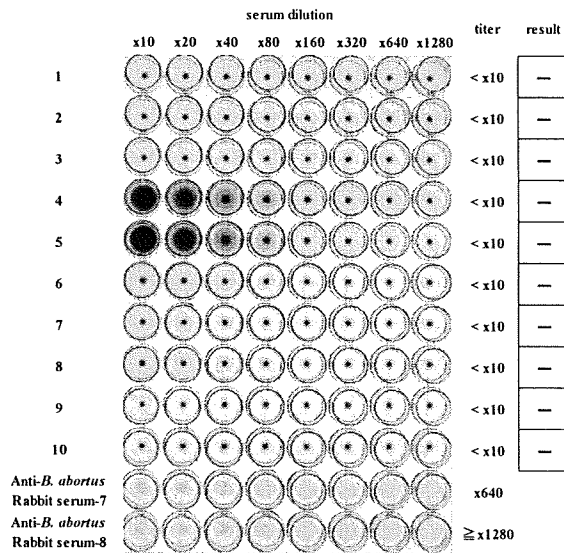 serum dilution
x10 x20 x40 x80 x160 x320 x640 x1280 titer result
1 < x10 −
2 < x10 −
3 < x10 −
4 < x10 −
5 < x10 −
6 < x10 −
7 < x10 −
8 < x10 −
9 < x10 −
10 < x10 −
Anti-B. abortus
Rabbit serum-7 x640
Anti-B. abortus
Rabbit serum-8 ≧ x1280